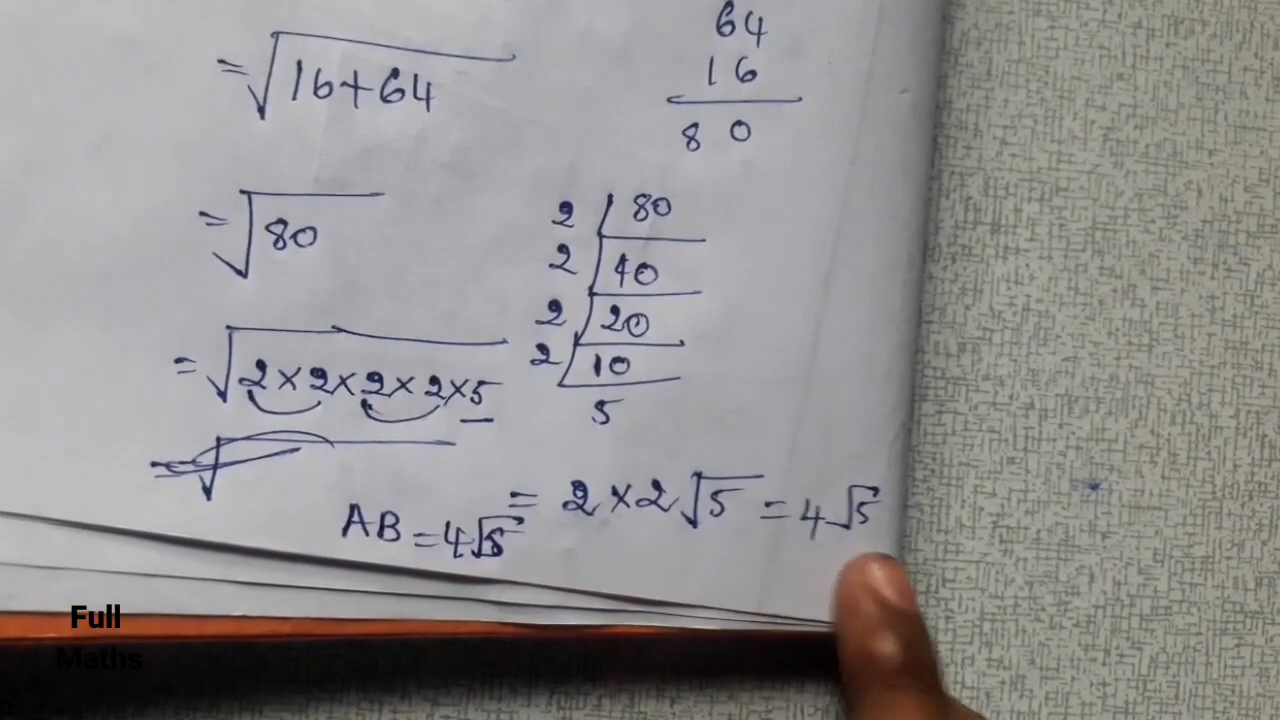 64
= √16+64
16
80
2 80
= √80
2 40
2 20
= √2×2×2×2×5
2 10
5
= 2×2√5 = 4√5
AB = 4√5
Full
Maths